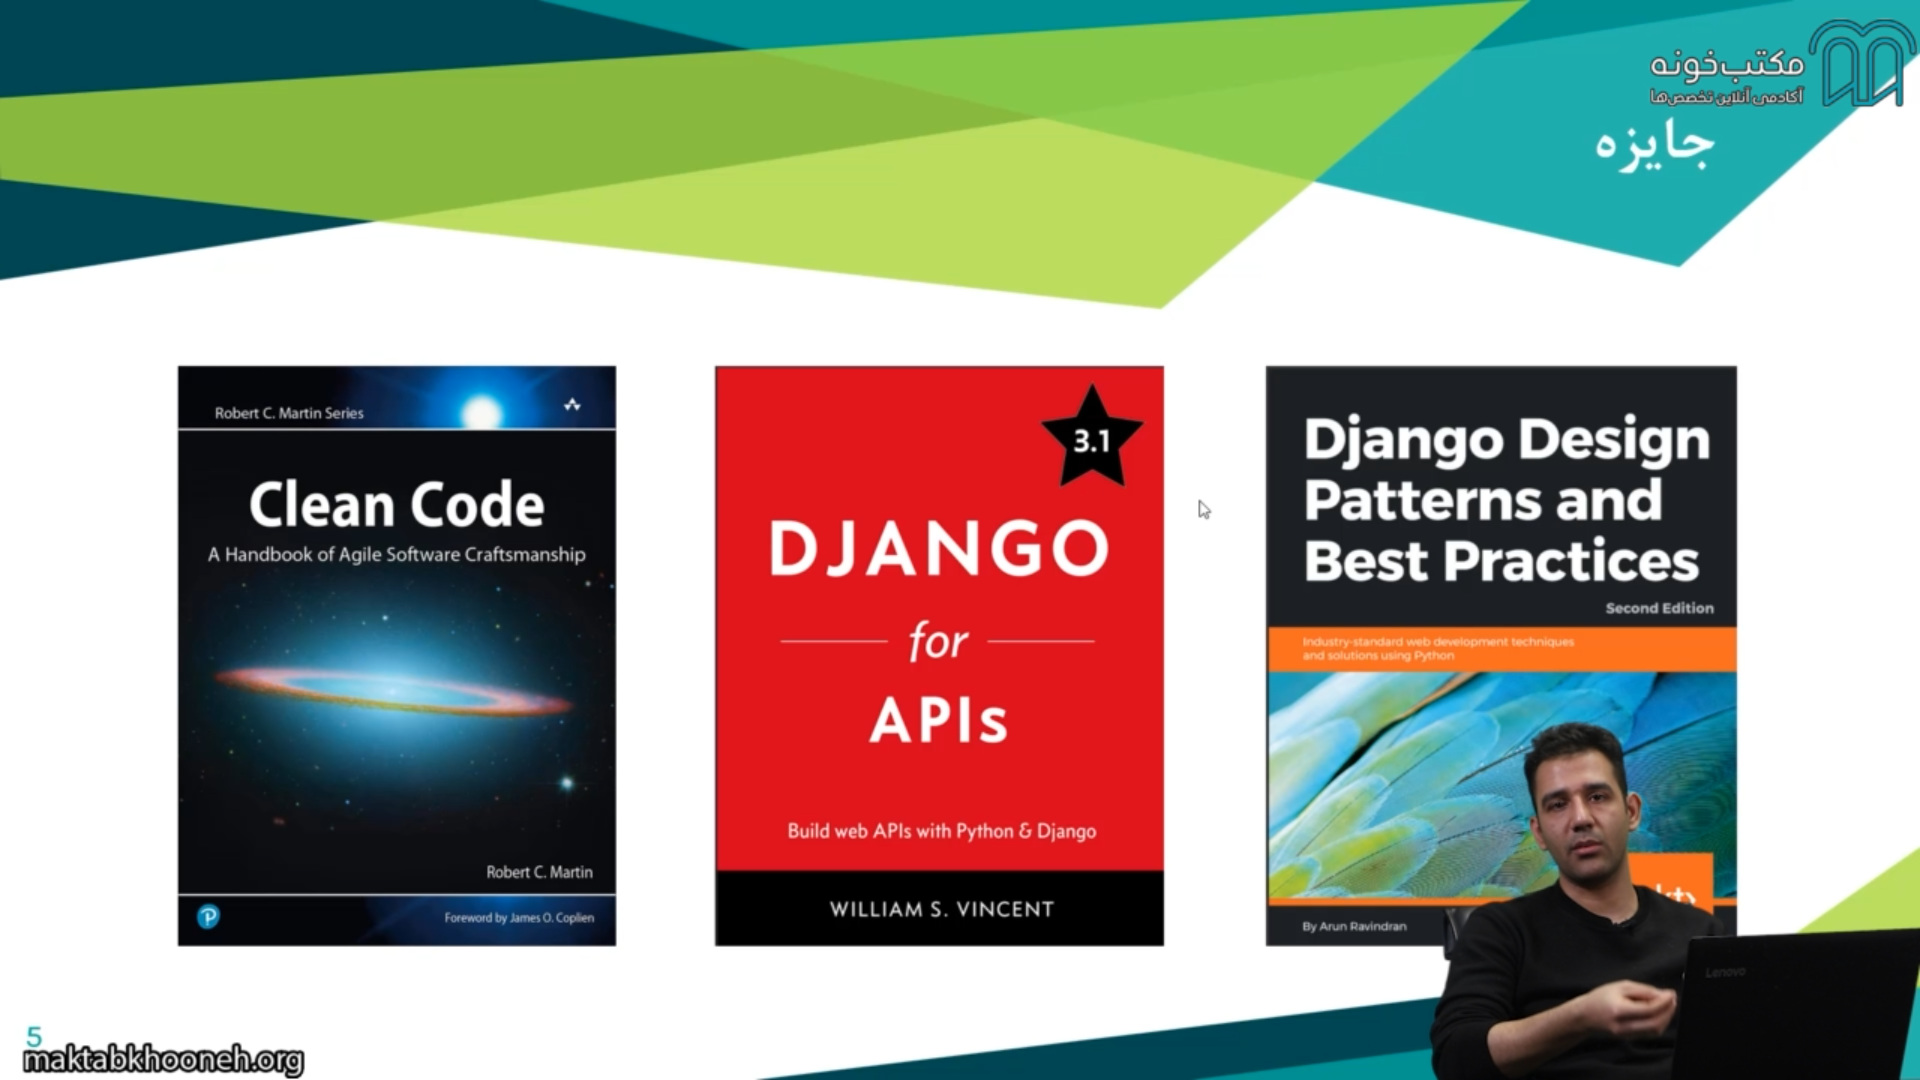 مکتب‌خونه
آکادمی آنلاین تخصص‌ها
جایزه
Robert C. Martin Series
Clean Code
A Handbook of Agile Software Craftsmanship
Robert C. Martin
Foreword by James O. Coplien
3.1
DJANGO
for
APIs
Build web APIs with Python & Django
WILLIAM S. VINCENT
Django Design
Patterns and
Best Practices
Second Edition
Industry-standard web development techniques
and solutions using Python
By Arun Ravindran
Lenovo
5
maktabkhooneh.org